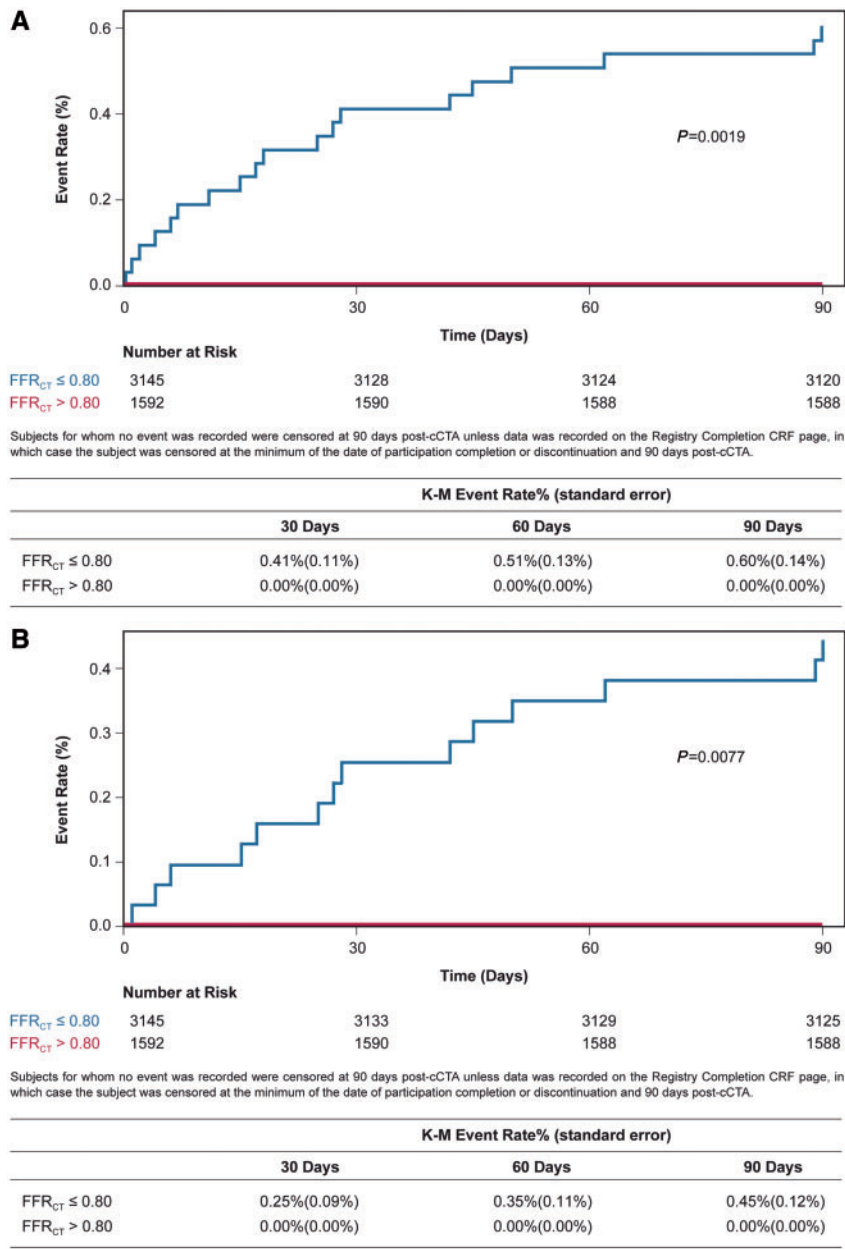 A
0.6
0.4
0.2
0.0
Event Rate (%)
P=0.0019
0 30 60 90
Time (Days)
Number at Risk
FFRCT ≤ 0.80 3145 3128 3124 3120
FFRCT > 0.80 1592 1590 1588 1588
Subjects for whom no event was recorded were censored at 90 days post-cCTA unless data was recorded on the Registry Completion CRF page, in
which case the subject was censored at the minimum of the date of participation completion or discontinuation and 90 days post-cCTA.
K-M Event Rate% (standard error)
30 Days 60 Days 90 Days
FFRCT ≤ 0.80 0.41%(0.11%) 0.51%(0.13%) 0.60%(0.14%)
FFRCT > 0.80 0.00%(0.00%) 0.00%(0.00%) 0.00%(0.00%)
B
0.4
0.3
0.2
0.1
0.0
Event Rate (%)
P=0.0077
0 30 60 90
Time (Days)
Number at Risk
FFRCT ≤ 0.80 3145 3133 3129 3125
FFRCT > 0.80 1592 1590 1588 1588
Subjects for whom no event was recorded were censored at 90 days post-cCTA unless data was recorded on the Registry Completion CRF page, in
which case the subject was censored at the minimum of the date of participation completion or discontinuation and 90 days post-cCTA.
K-M Event Rate% (standard error)
30 Days 60 Days 90 Days
FFRCT ≤ 0.80 0.25%(0.09%) 0.35%(0.11%) 0.45%(0.12%)
FFRCT > 0.80 0.00%(0.00%) 0.00%(0.00%) 0.00%(0.00%)